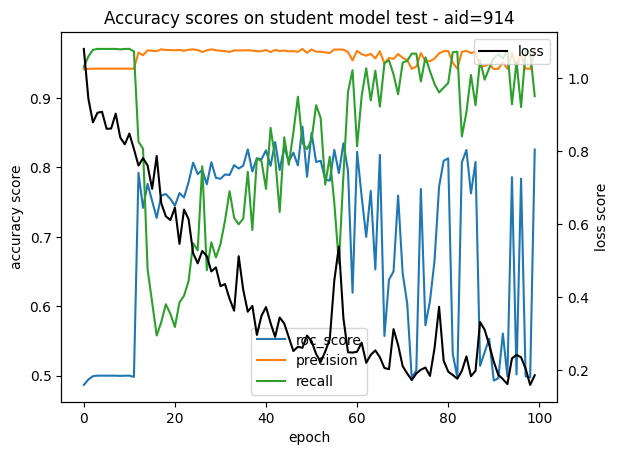 Accuracy scores on student model test - aid=914
accuracy score
0.9
0.8
0.7
0.6
0.5
loss
1.0
0.8
0.6
0.4
0.2
loss score
roc_score
precision
recall
0
20
40
60
80
100
epoch